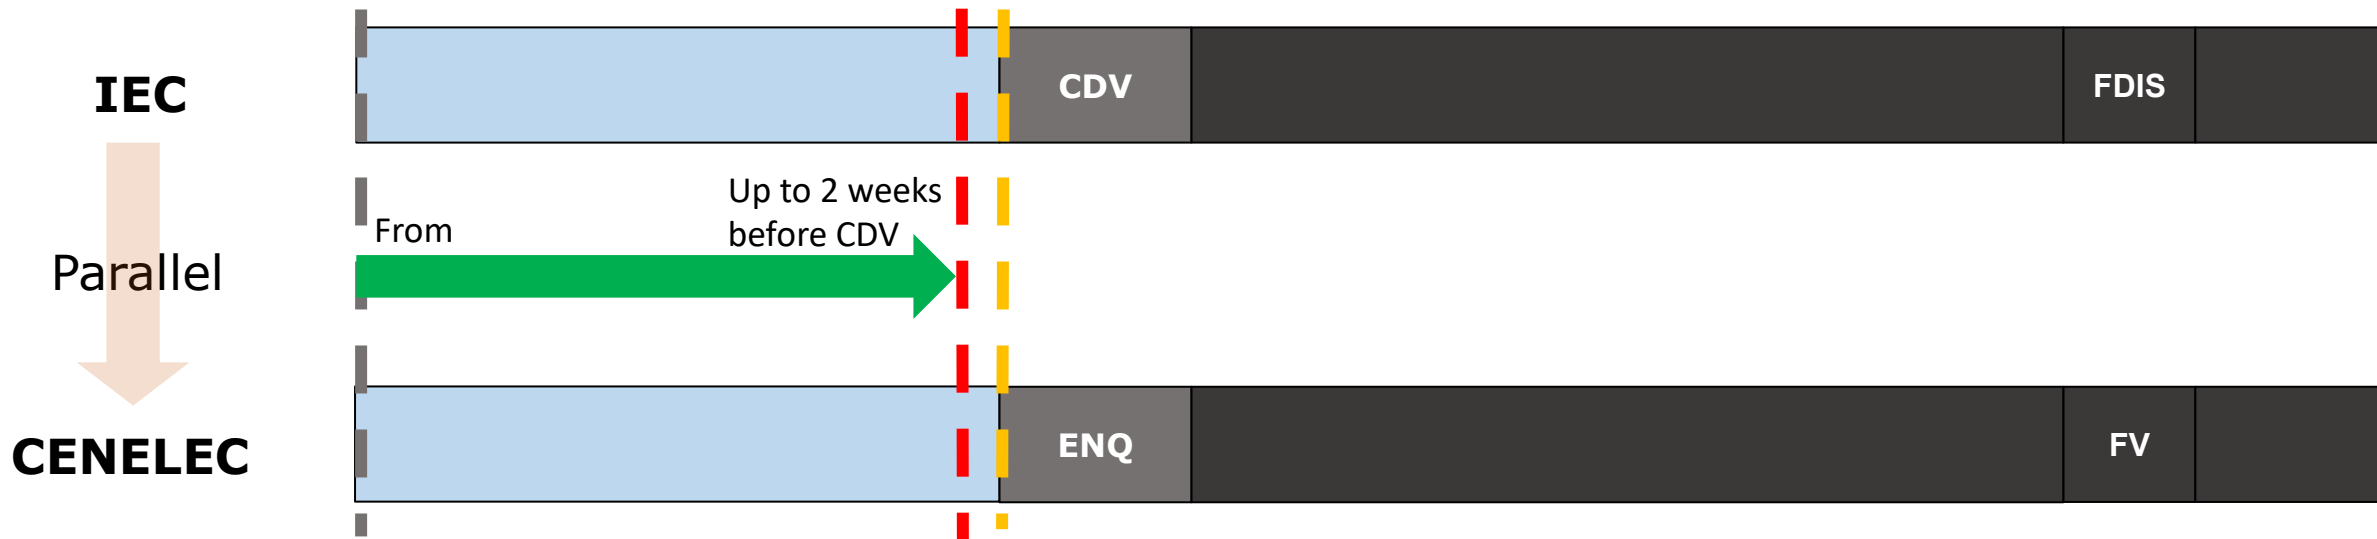 IEC
CDV
FDIS
Up to 2 weeks
before CDV
From
Parallel
CENELEC
ENQ
FV